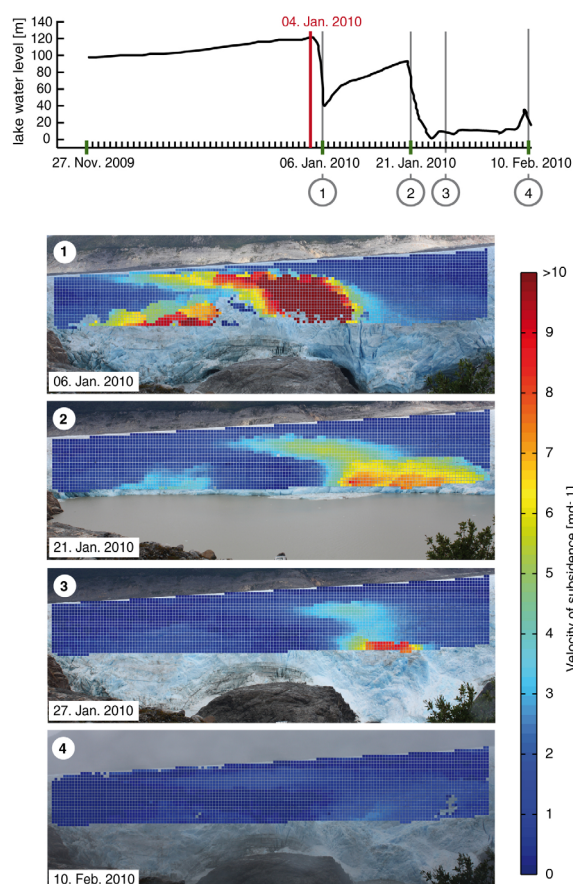 140
04. Jan. 2010
120
100
80
60
40
20
0
lake water level [m]
27. Nov. 2009
06. Jan. 2010
21. Jan. 2010
10. Feb. 2010
1
2
3
4
1
06. Jan. 2010
2
21. Jan. 2010
3
27. Jan. 2010
4
10. Feb. 2010
>10
9
8
7
6
5
4
3
2
1
0
Velocity of subsidence [md; 1]